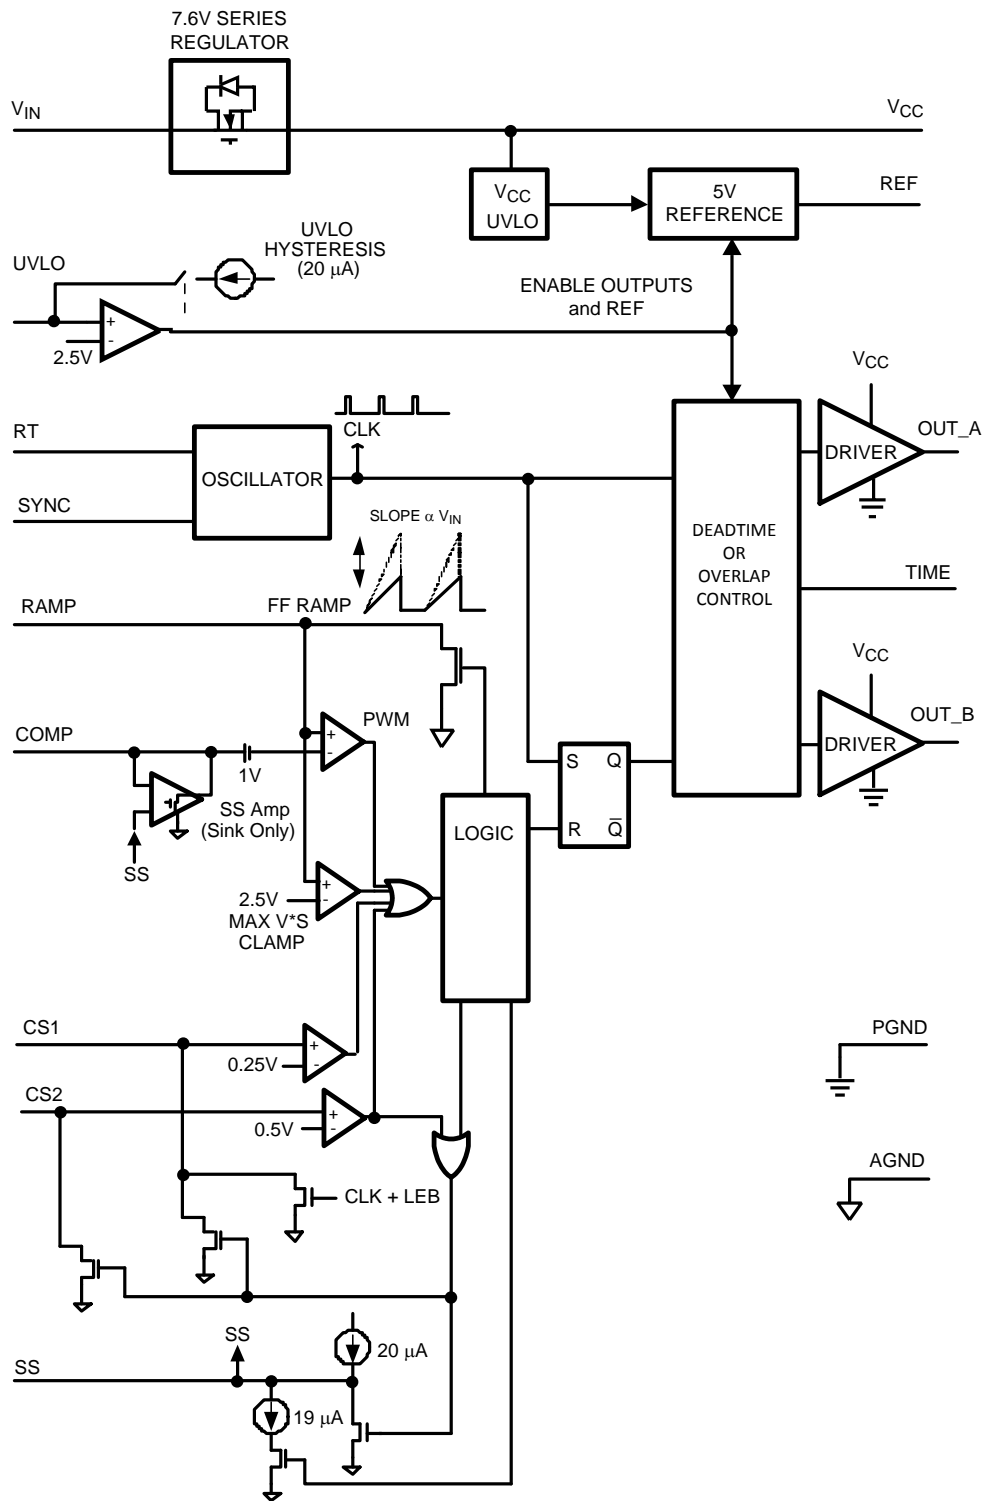 7.6V SERIES
REGULATOR
VIN
VCC
VCC
UVLO
5V
REFERENCE
REF
UVLO
HYSTERESIS
(20 μA)
UVLO
ENABLE OUTPUTS
and REF
+
-
2.5V
VCC
RT
CLK
OUT_A
OSCILLATOR
DRIVER
SYNC
SLOPE α VIN
DEADTIME
OR
OVERLAP
CONTROL
TIME
RAMP
FF RAMP
VCC
PWM
OUT_B
COMP
+
-
1V
DRIVER
S Q
SS Amp
(Sink Only)
LOGIC
R Q̅
SS
+
2.5V -
MAX V*S
CLAMP
CS1
+
0.25V -
PGND
CS2
+
0.5V -
AGND
CLK + LEB
SS
20 μA
SS
19 μA